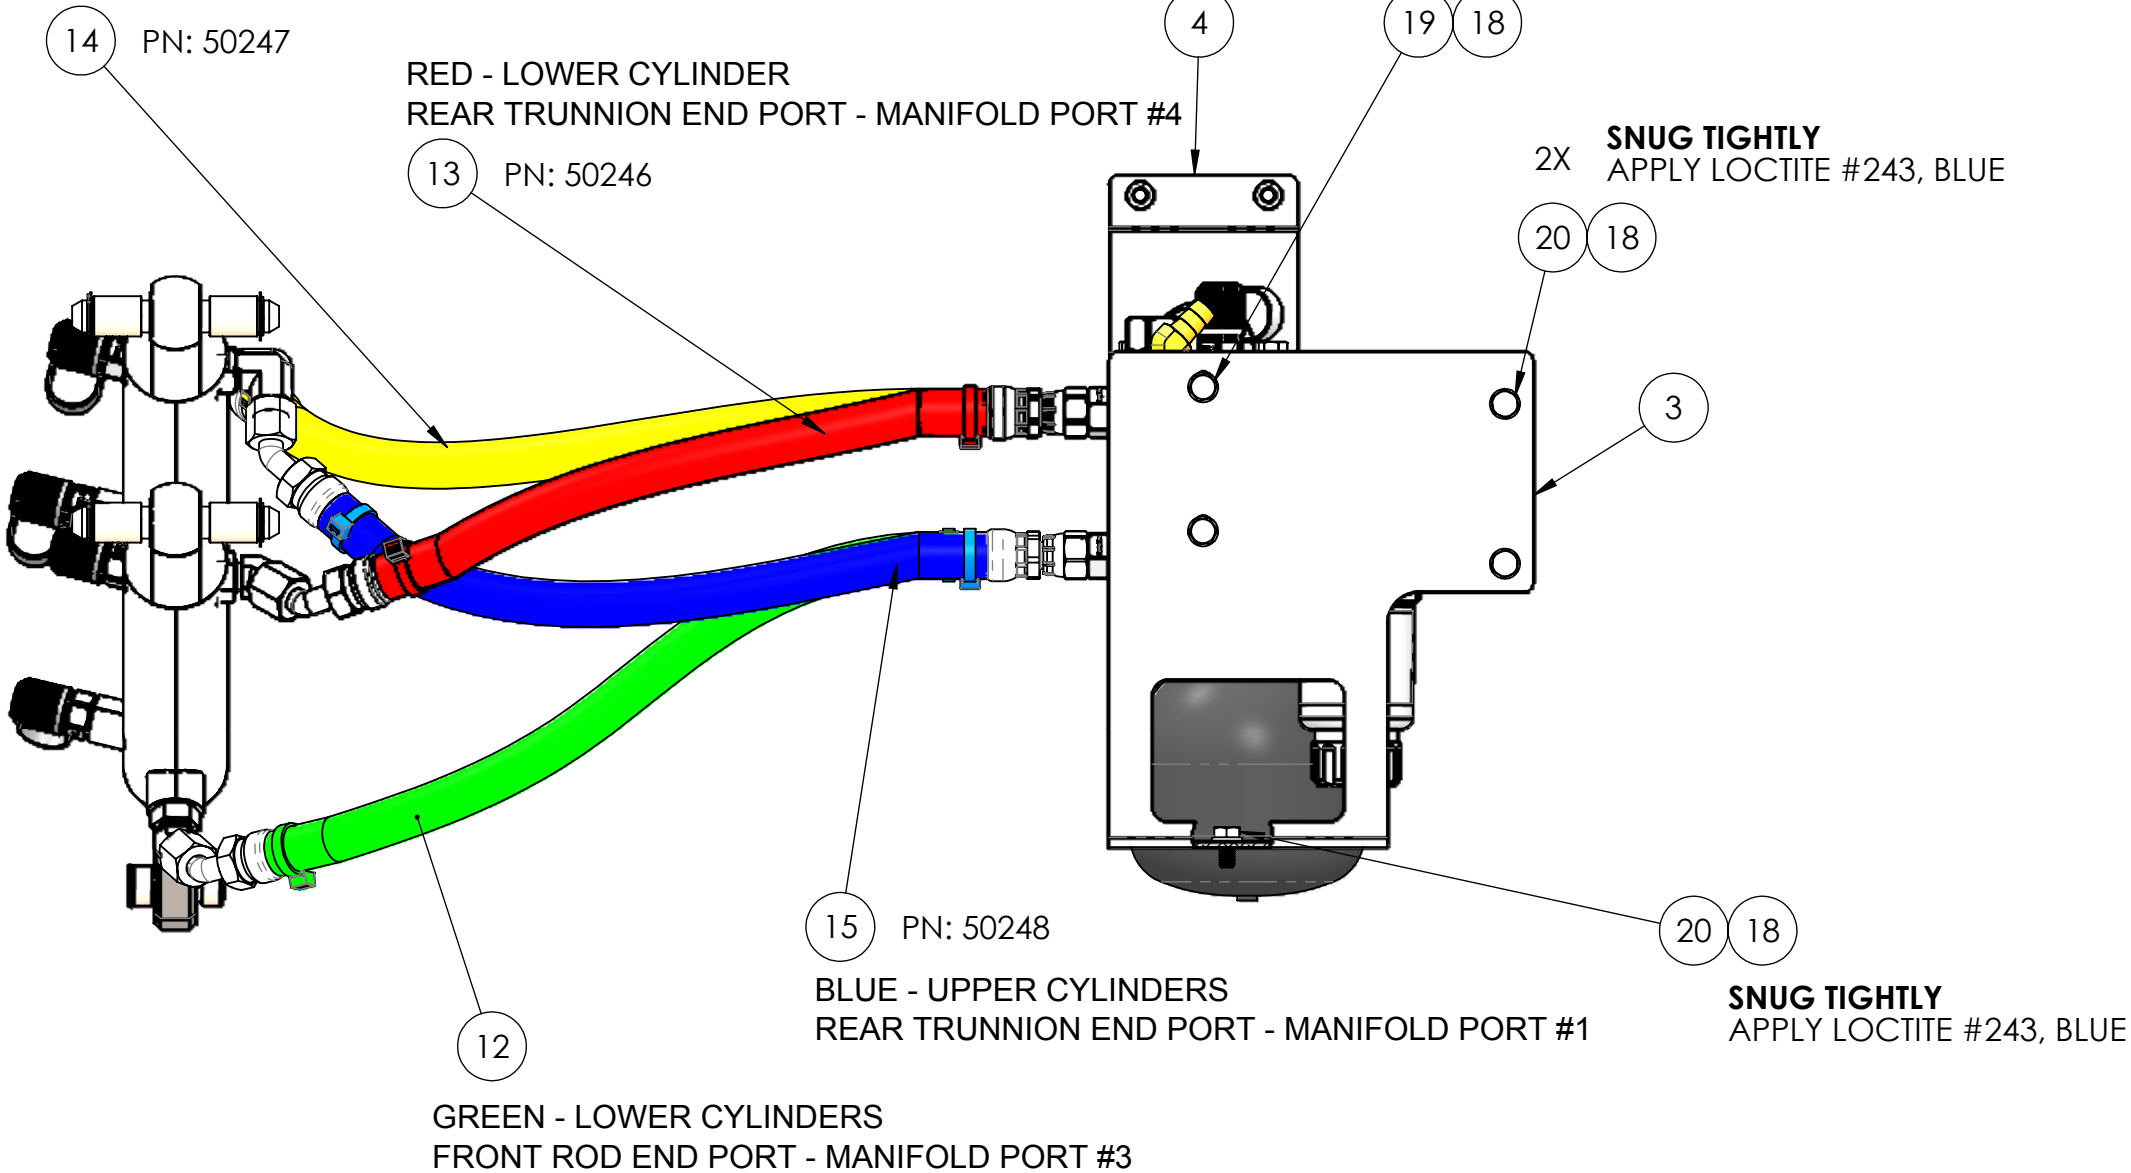 14 PN: 50247
4
19 18
RED - LOWER CYLINDER
REAR TRUNNION END PORT - MANIFOLD PORT #4
13 PN: 50246
2X SNUG TIGHTLY
APPLY LOCTITE #243, BLUE
20 18
3
15 PN: 50248
BLUE - UPPER CYLINDERS
REAR TRUNNION END PORT - MANIFOLD PORT #1
20 18
SNUG TIGHTLY
APPLY LOCTITE #243, BLUE
12
GREEN - LOWER CYLINDERS
FRONT ROD END PORT - MANIFOLD PORT #3